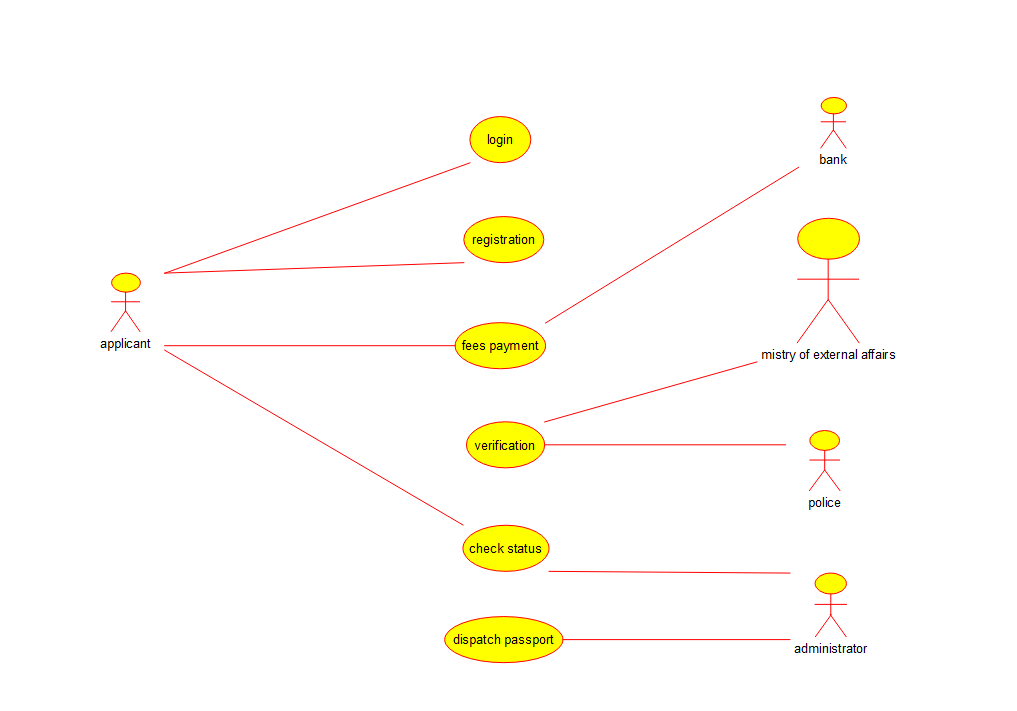 login
bank
registration
applicant
fees payment
mistry of external affairs
verification
police
check status
dispatch passport
administrator